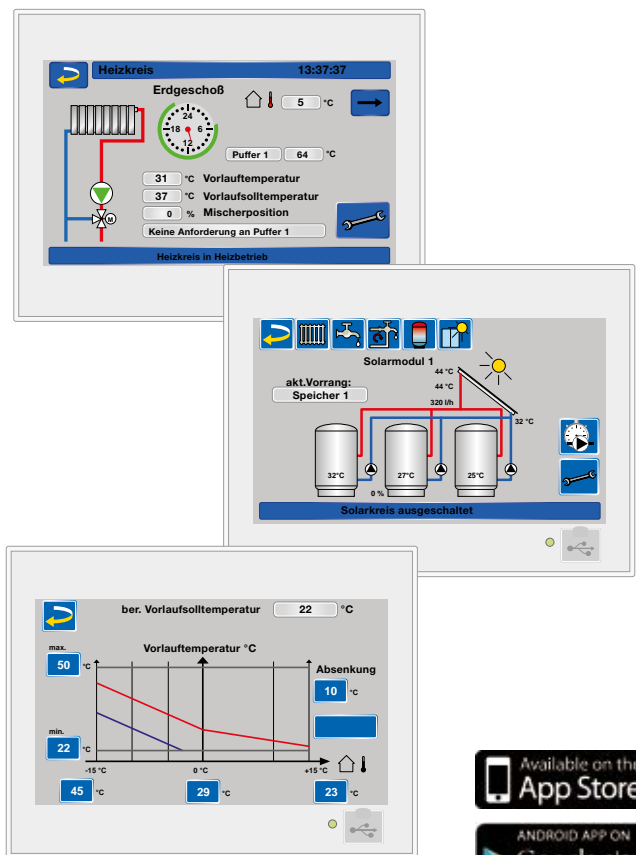 Heizkreis 13:37:37
Erdgeschoß
24
18 6
12
5 °C
Puffer 1 64 °C
31 °C Vorlauftemperatur
37 °C Vorlaufsolltemperatur
0 % Mischerposition
M
Keine Anforderung an Puffer 1
Heizkreis in Heizbetrieb
Solarmodul 1
44 °C
akt.Vorrang:
44 °C
Speicher 1
320 l/h
32 °C
32°C 27°C 25°C
0 %
Solarkreis ausgeschaltet
ber. Vorlaufsolltemperatur 22 °C
max.
Vorlauftemperatur °C
50 °C
Absenkung
10 °C
min.
22 °C
-15 °C 0 °C +15 °C
45 °C 29 °C 23 °C
Available on the
App Store
ANDROID APP ON